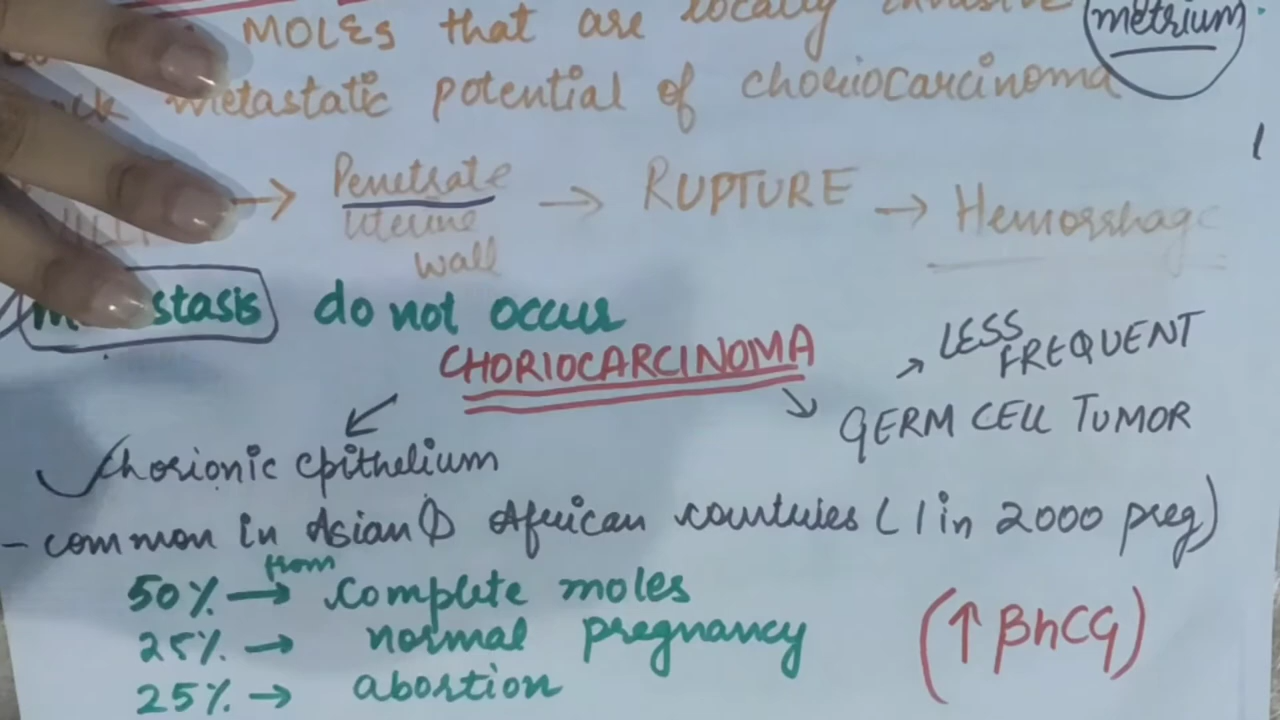 MOLES that are locally invasive
metrium
metastatic potential of choriocarcinoma
→ Penetrate → RUPTURE → Hemorrhage
uterine
wall
stasis do not occur
CHORIOCARCINOMA
LESS
FREQUENT
GERM CELL TUMOR
Chorionic epithelium
- common in Asian & African countries (1 in 2000 preg)
50% → from complete moles
25% → normal pregnancy
25% → abortion
(↑ βhCG)